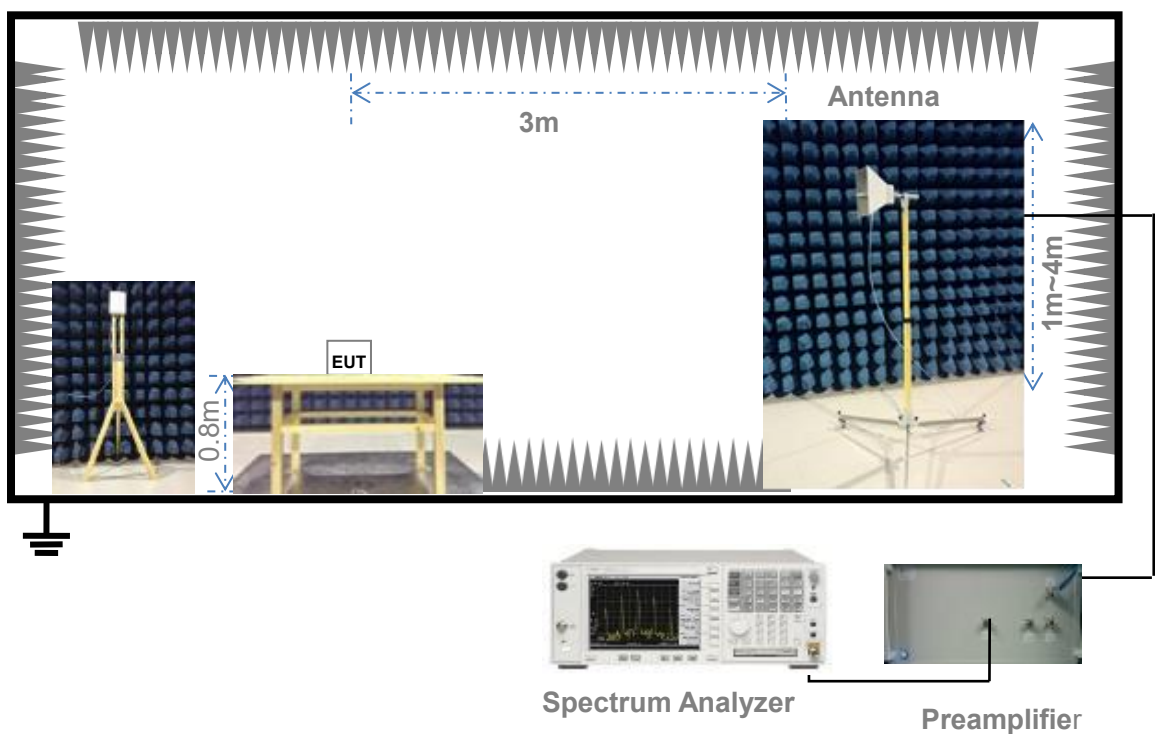 Antenna
3m
1m~4m
EUT
0.8m
Spectrum Analyzer
Preamplifier